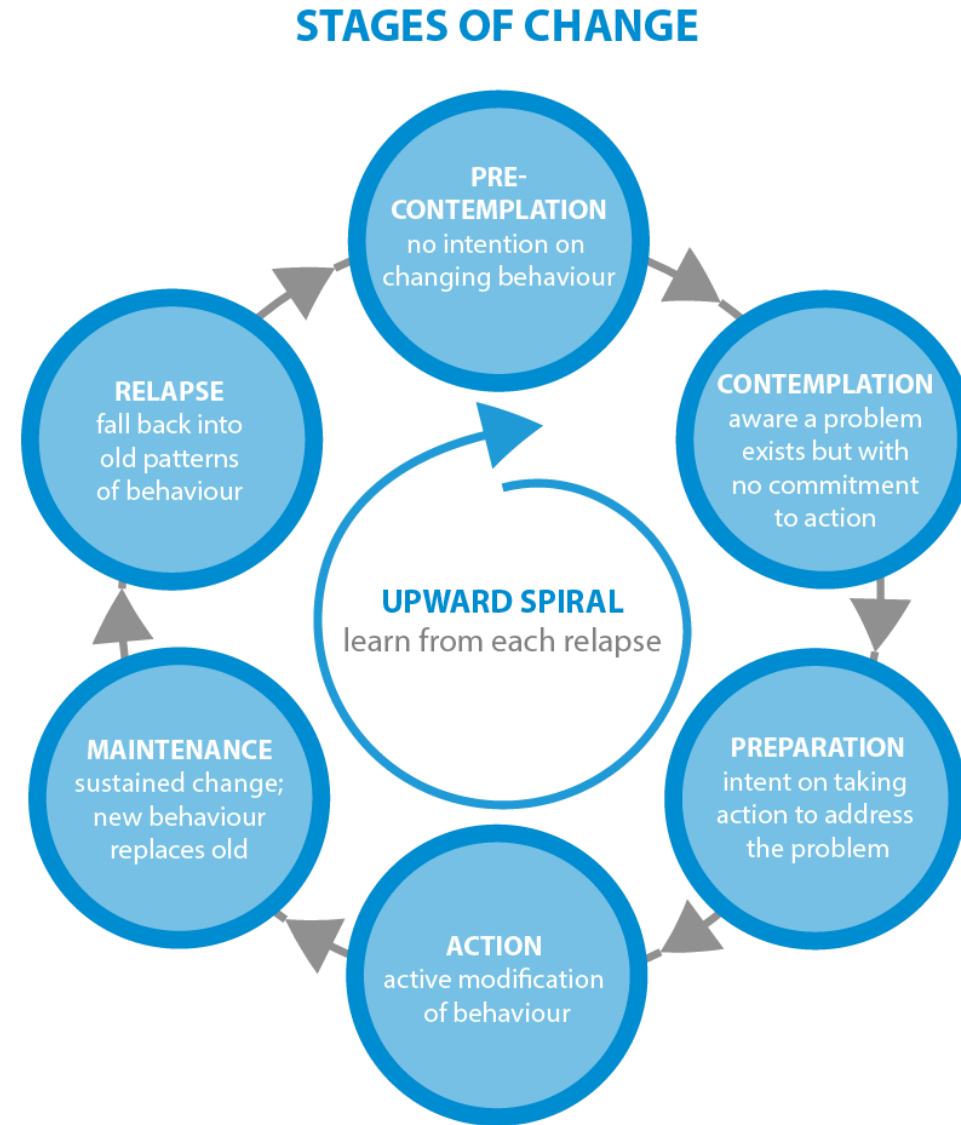 STAGES OF CHANGE
PRE-
CONTEMPLATION
no intention on
changing behaviour
CONTEMPLATION
aware a problem
exists but with
no commitment
to action
PREPARATION
intent on taking
action to address
the problem
ACTION
active modification
of behaviour
MAINTENANCE
sustained change;
new behaviour
replaces old
RELAPSE
fall back into
old patterns
of behaviour
UPWARD SPIRAL
learn from each relapse